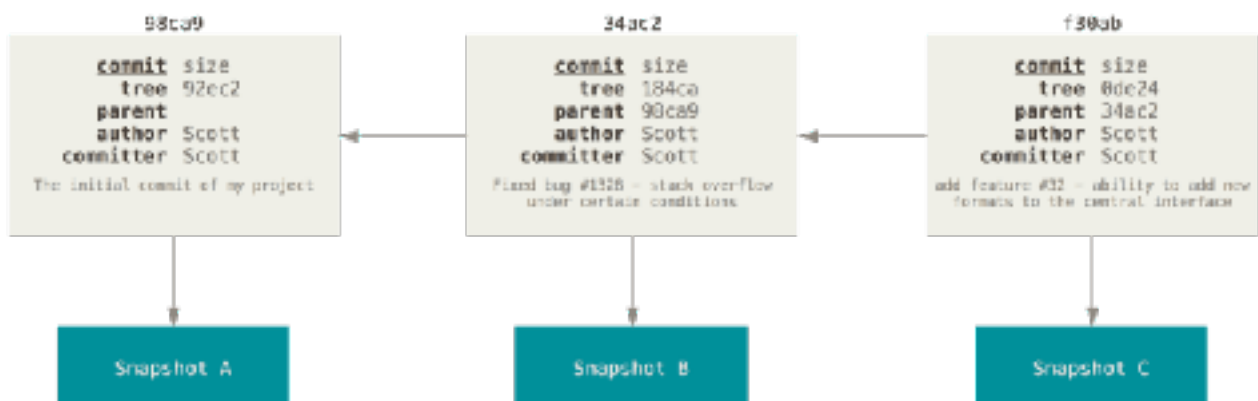 98ca9
commit size
tree 92ec2
parent
author Scott
committer Scott
The initial commit of my project
Snapshot A
34ac2
commit size
tree 184ca
parent 98ca9
author Scott
committer Scott
Fixed bug #1328 - stack overflow
under certain conditions
Snapshot B
f30ab
commit size
tree 0de24
parent 34ac2
author Scott
committer Scott
add feature #32 - ability to add new
formats to the central interface
Snapshot C